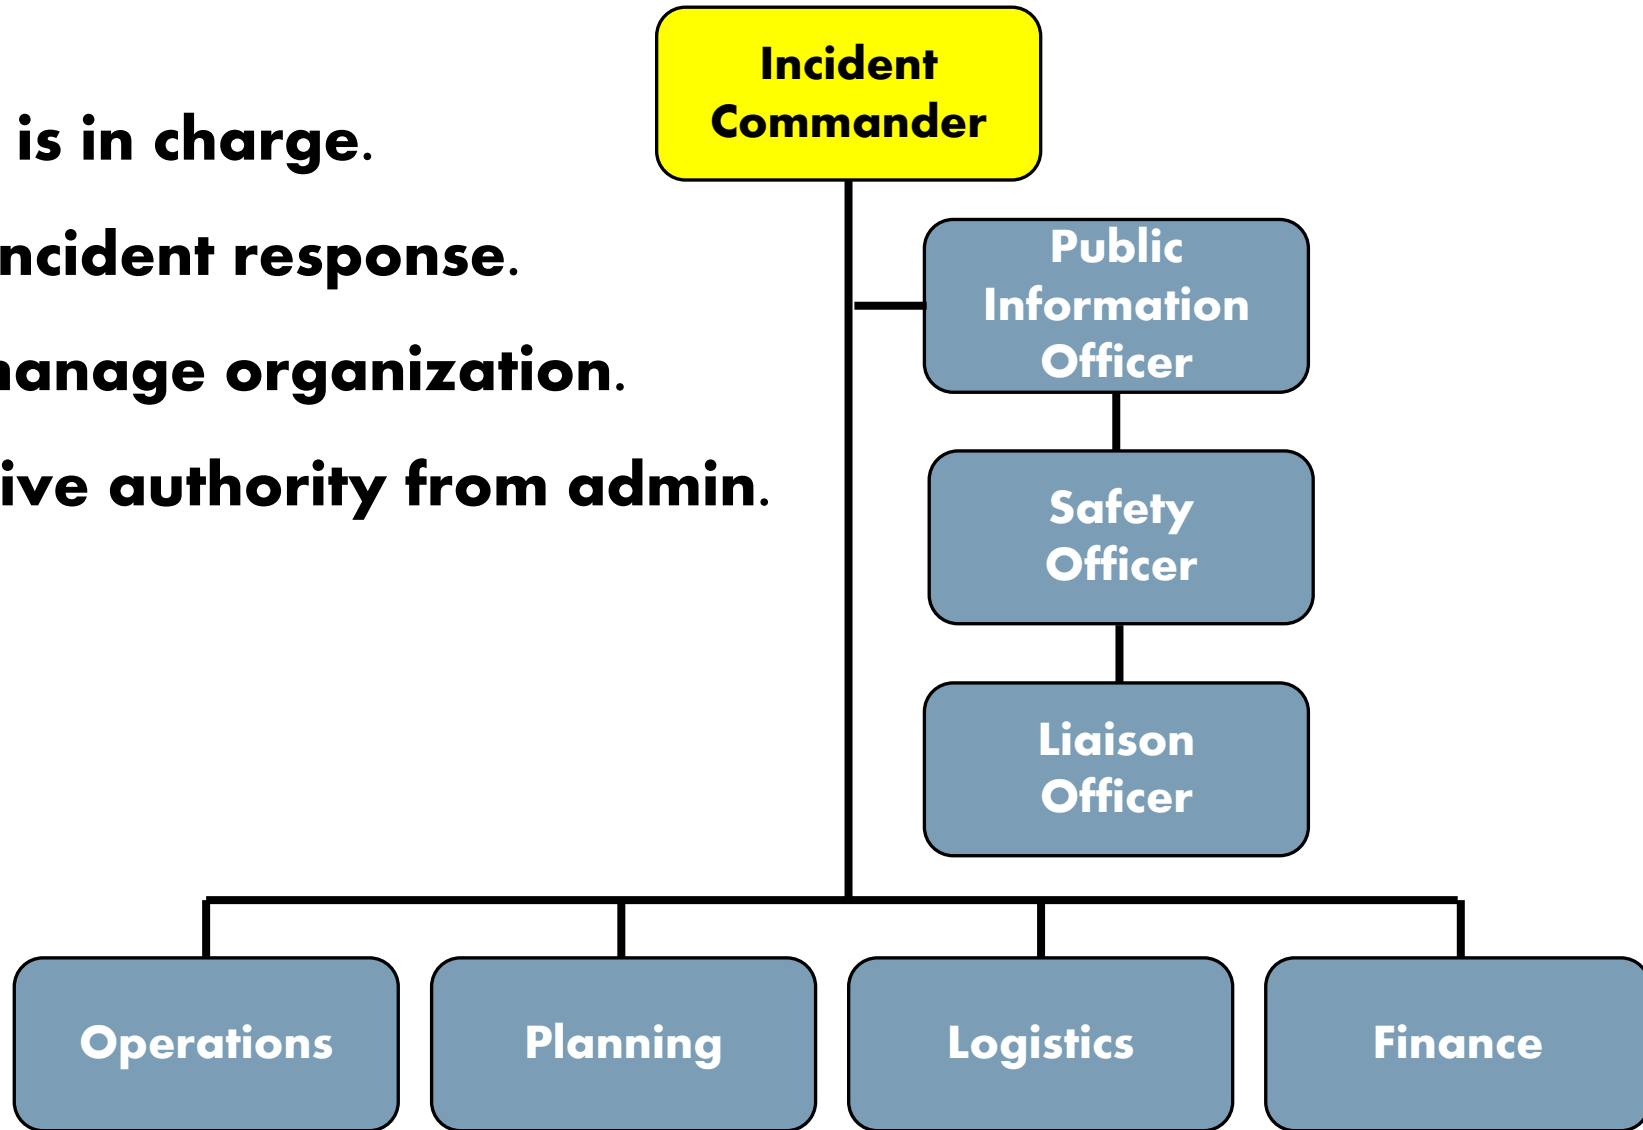 Incident
Commander
is in charge.
ncident response.
anage organization.
ive authority from admin.
Public
Information
Officer
Safety
Officer
Liaison
Officer
Operations
Planning
Logistics
Finance